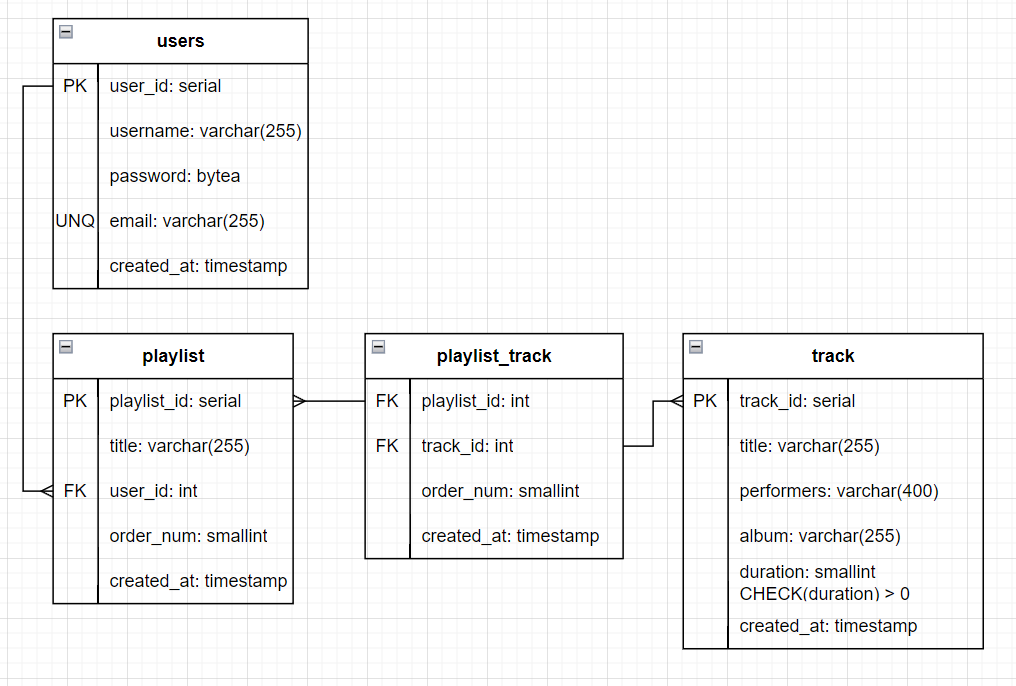 users
PK user_id: serial
username: varchar(255)
password: bytea
UNQ email: varchar(255)
created_at: timestamp
playlist
PK playlist_id: serial
title: varchar(255)
FK user_id: int
order_num: smallint
created_at: timestamp
playlist_track
FK playlist_id: int
FK track_id: int
order_num: smallint
created_at: timestamp
track
PK track_id: serial
title: varchar(255)
performers: varchar(400)
album: varchar(255)
duration: smallint
CHECK(duration) > 0
created_at: timestamp